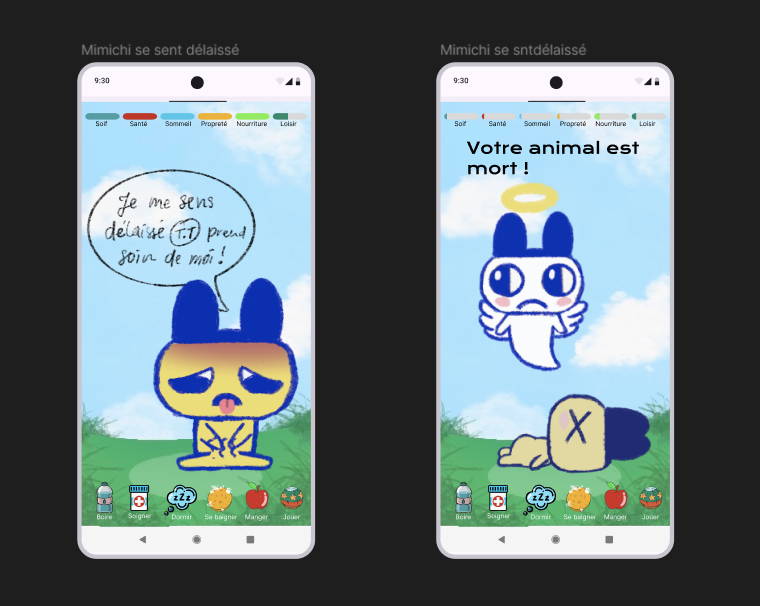 Mimichi se sent délaissé
9:30
Soif Santé Sommeil Propreté Nourriture Loisir
Je me sens
délaissé T.T prend
soin de moi !
Boire Soigner Dormir Se baigner Manger Jouer
Mimichi se sntdélaissé
9:30
Soif Santé Sommeil Propreté Nourriture Loisir
Votre animal est
mort !
Boire Soigner Dormir Se baigner Manger Jouer